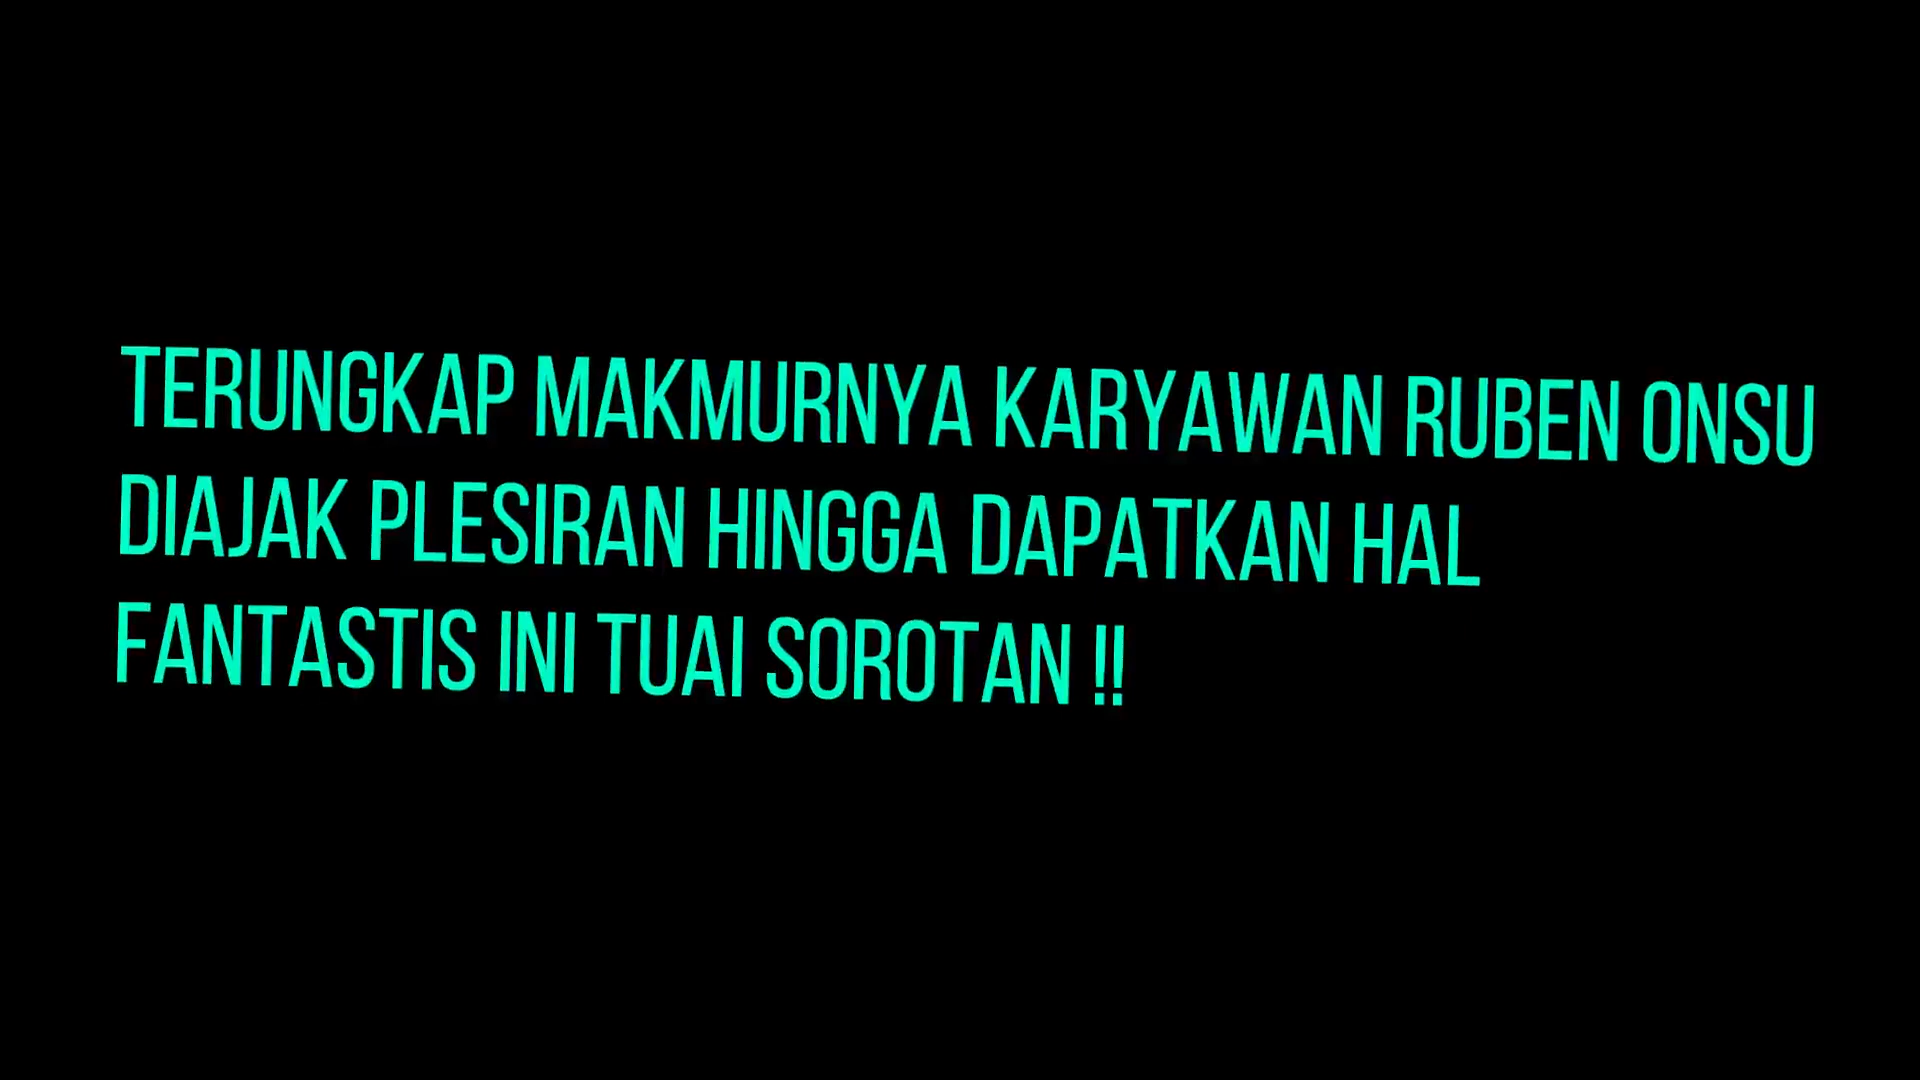 TERUNGKAP MAKMURNYA KARYAWAN RUBEN ONSU
DIAJAK PLESIRAN HINGGA DAPATKAN HAL
FANTASTIS INI TUAI SOROTAN !!